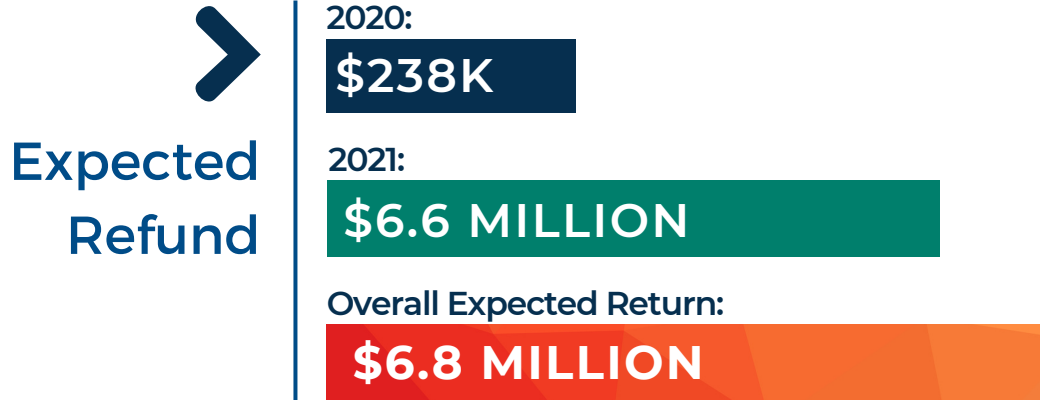 Expected
Refund
2020:
$238K
2021:
$6.6 MILLION
Overall Expected Return:
$6.8 MILLION